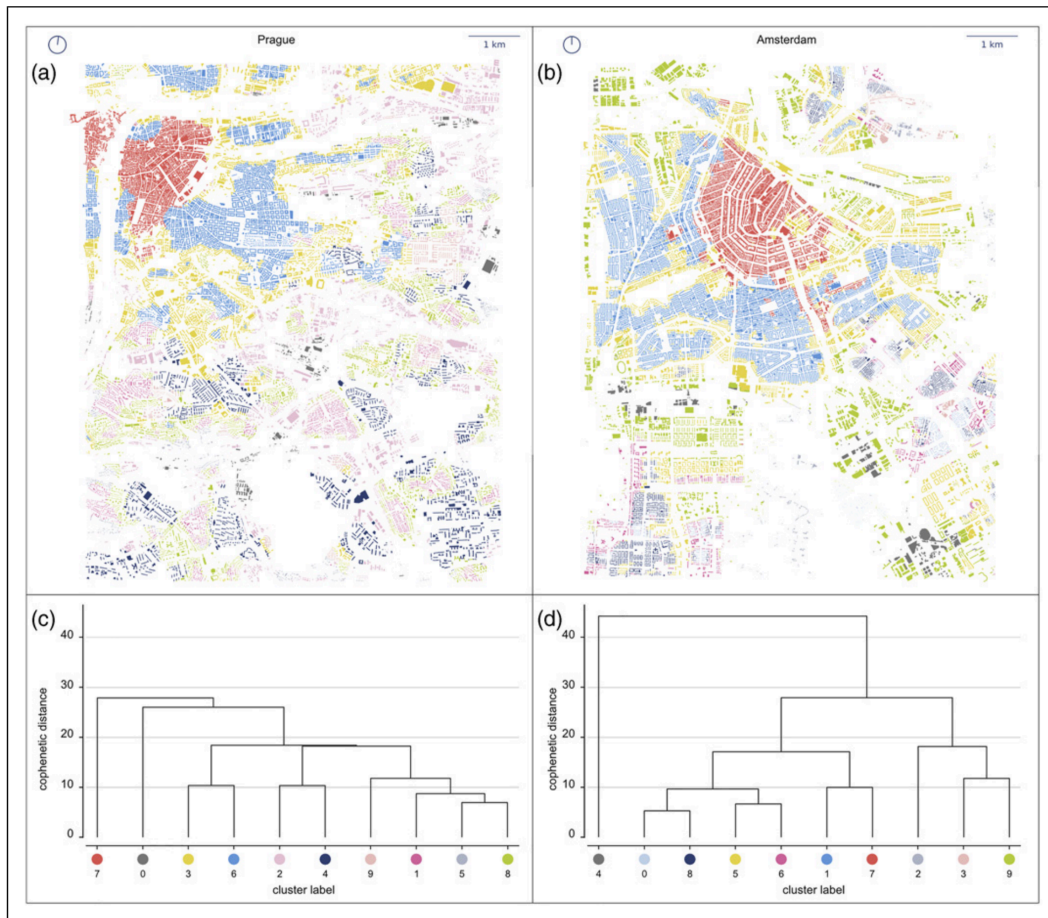 Prague
1 km
(a)
Amsterdam
1 km
(b)
(c)
40
30
20
10
0
cophenetic distance
7 0 3 6 2 4 9 1 5 8
cluster label
(d)
40
30
20
10
0
cophenetic distance
4 0 8 5 6 1 7 2 3 9
cluster label